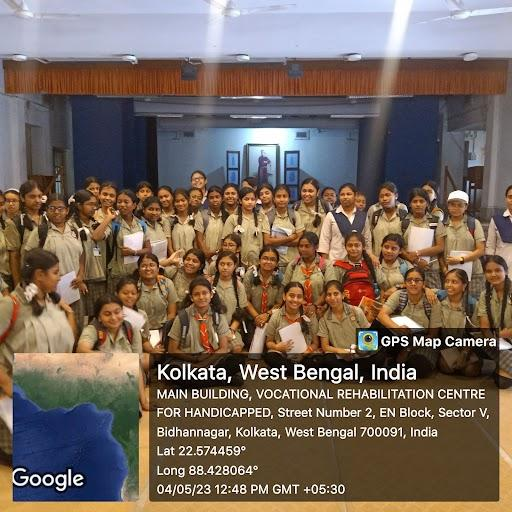 GPS Map Camera
Kolkata, West Bengal, India
MAIN BUILDING, VOCATIONAL REHABILITATION CENTRE
FOR HANDICAPPED, Street Number 2, EN Block, Sector V,
Bidhannagar, Kolkata, West Bengal 700091, India
Lat 22.574459°
Long 88.428064°
04/05/23 12:48 PM GMT +05:30
Google